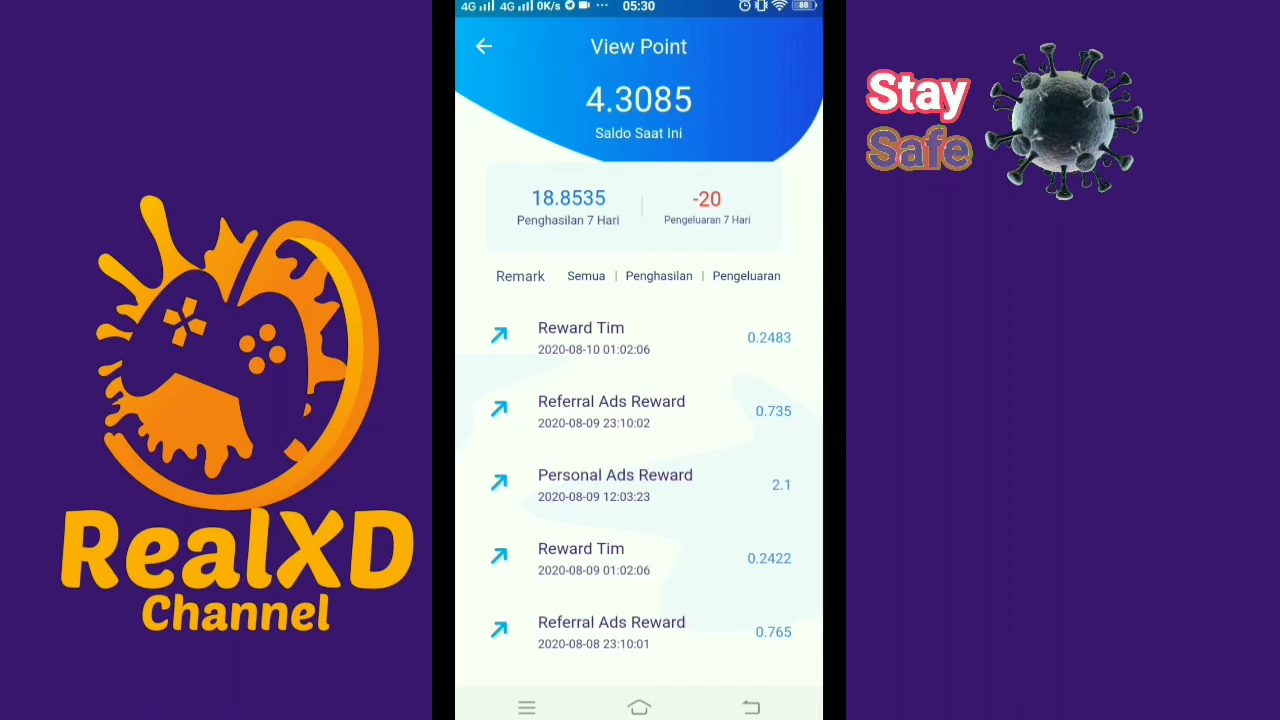 4G 4G 0K/s ... 05:30 88
View Point
4.3085
Saldo Saat Ini
18.8535 -20
Penghasilan 7 Hari Pengeluaran 7 Hari
Remark Semua | Penghasilan | Pengeluaran
Reward Tim
2020-08-10 01:02:06
0.2483
Referral Ads Reward
2020-08-09 23:10:02
0.735
Personal Ads Reward
2020-08-09 12:03:23
2.1
Reward Tim
2020-08-09 01:02:06
0.2422
Referral Ads Reward
2020-08-08 23:10:01
0.765
RealXD
Channel
Stay
Safe